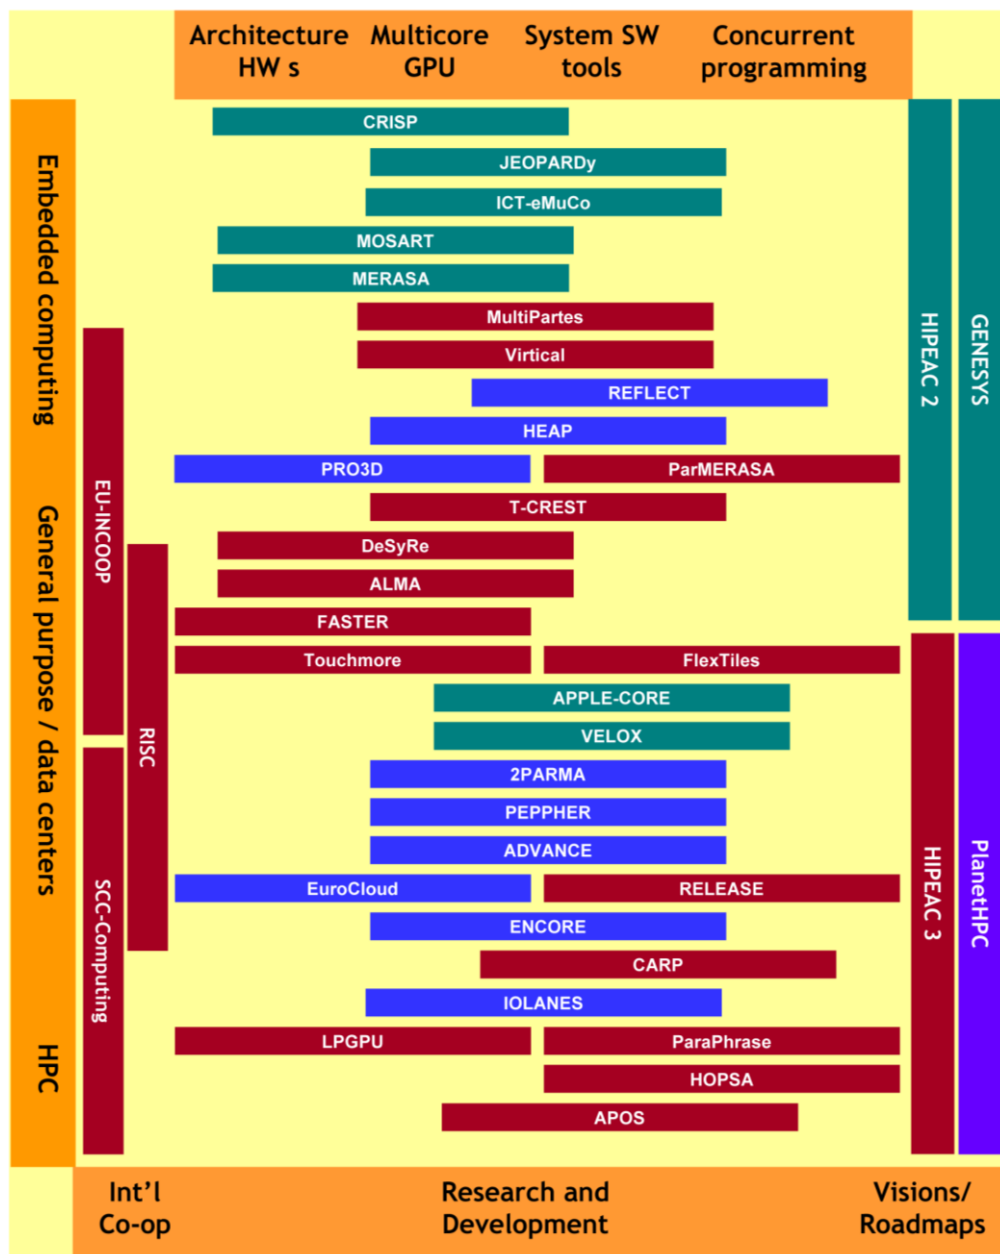 Architecture
HW s
Multicore
GPU
System SW
tools
Concurrent
programming
Embedded computing
General purpose / data centers
HPC
EU-INCOOP
SCC-Computing
RISC
CRISP
JEOPARDy
ICT-eMuCo
MOSART
MERASA
MultiPartes
Virtical
REFLECT
HEAP
PRO3D
ParMERASA
T-CREST
DeSyRe
ALMA
FASTER
Touchmore
FlexTiles
APPLE-CORE
VELOX
2PARMA
PEPPHER
ADVANCE
EuroCloud
RELEASE
ENCORE
CARP
IOLANES
LPGPU
ParaPhrase
HOPSA
APOS
HIPEAC 2
GENESYS
HIPEAC 3
PlanetHPC
Int’l
Co-op
Research and
Development
Visions/
Roadmaps